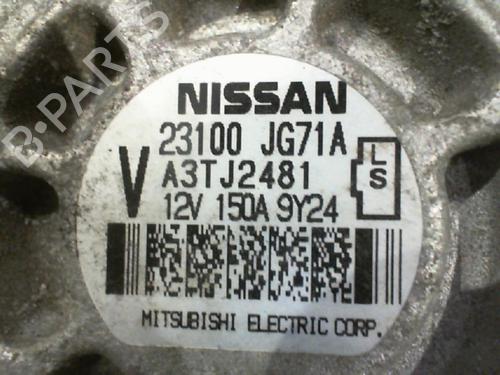 B-PARTS
NISSAN
23100 JG71A
V A3TJ2481
12V 150A 9Y24
L
S
MITSUBISHI ELECTRIC CORP.